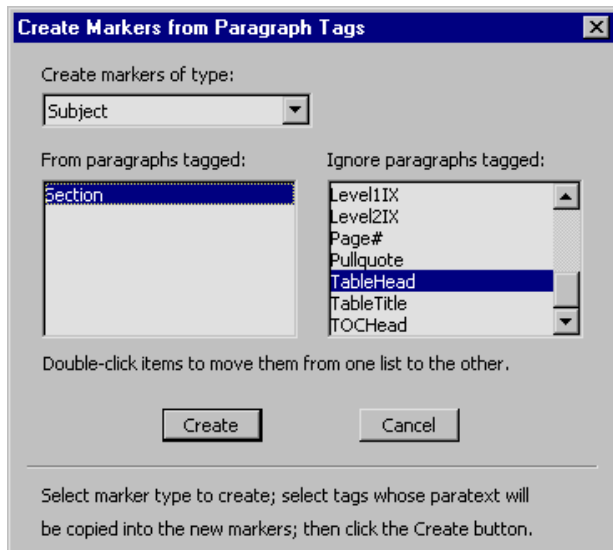 Create Markers from Paragraph Tags
Create markers of type:
Subject
From paragraphs tagged:
Section
Ignore paragraphs tagged:
Level1IX
Level2IX
Page#
Pullquote
TableHead
TableTitle
TOCHead
Double-click items to move them from one list to the other.
Create
Cancel
Select marker type to create; select tags whose paratext will
be copied into the new markers; then click the Create button.